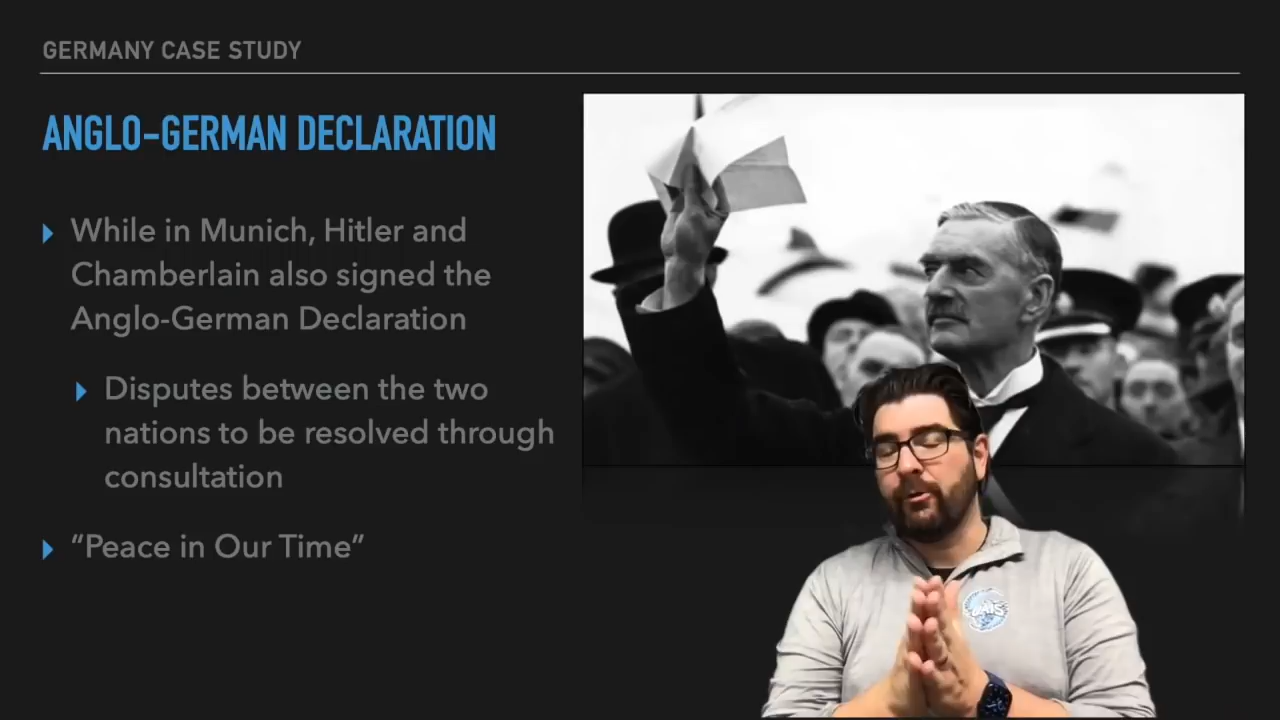 GERMANY CASE STUDY
ANGLO-GERMAN DECLARATION
While in Munich, Hitler and
Chamberlain also signed the
Anglo-German Declaration
Disputes between the two
nations to be resolved through
consultation
“Peace in Our Time”